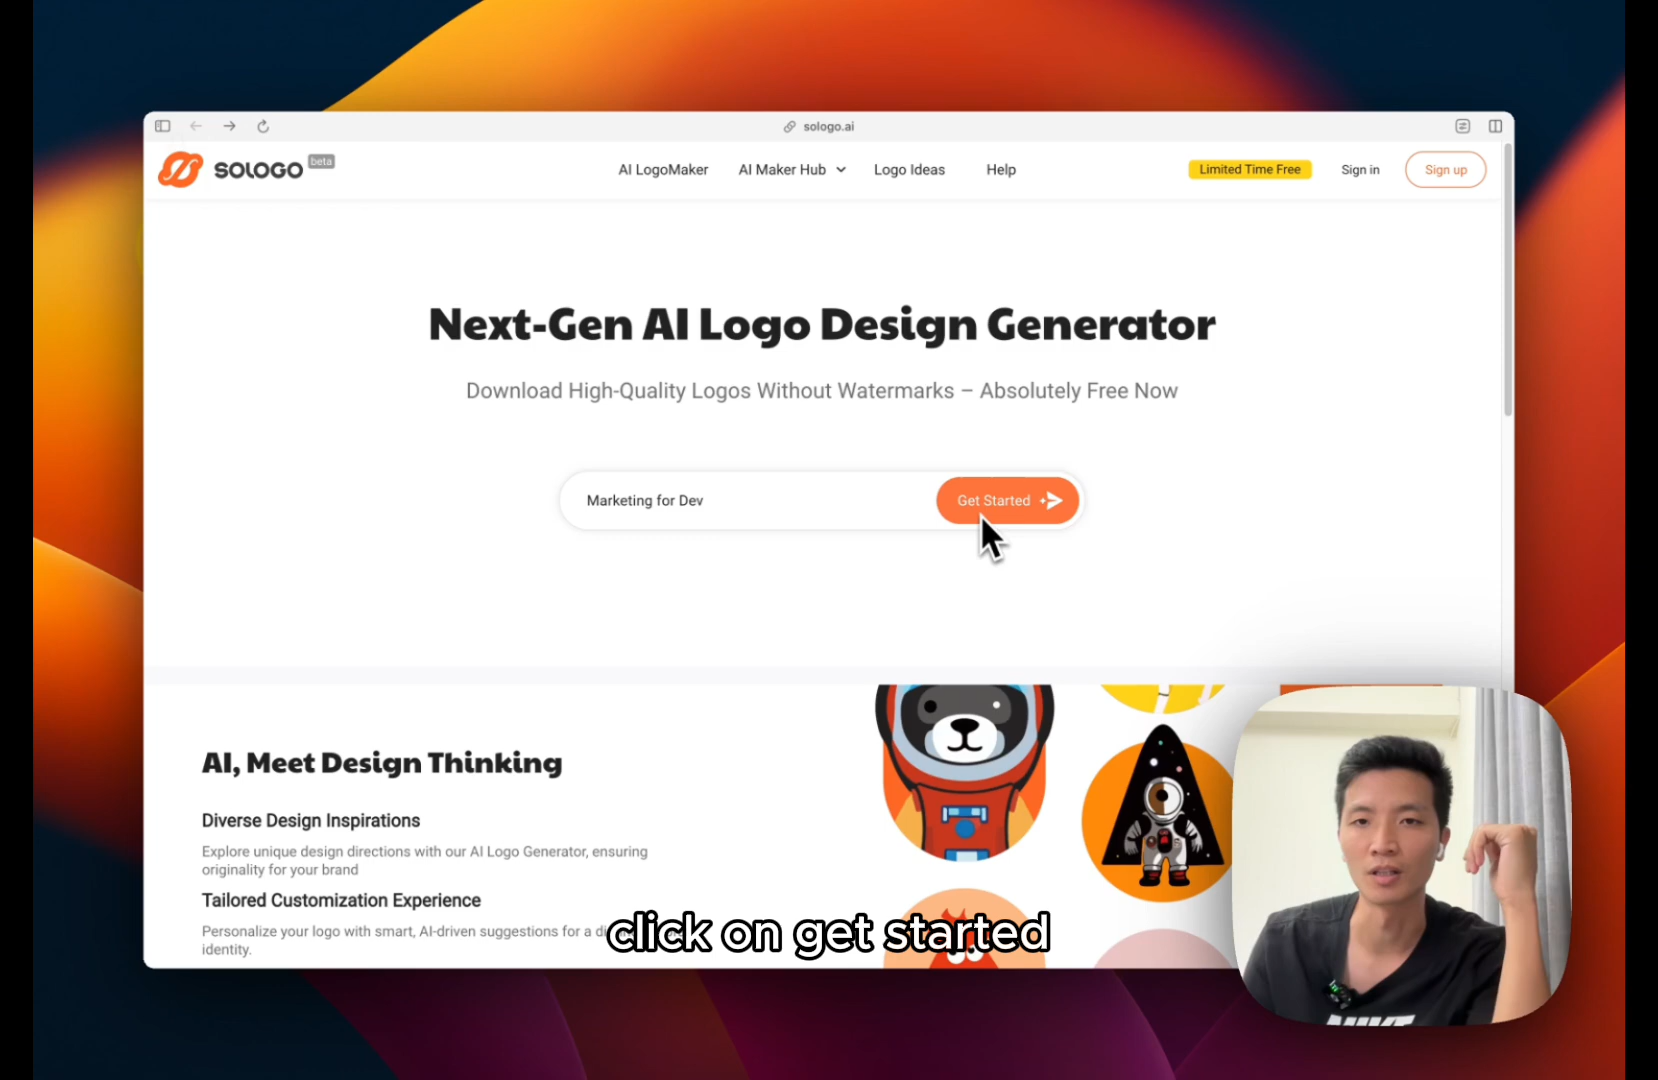 sologo.ai
SOLOGO beta
AI LogoMaker AI Maker Hub Logo Ideas Help Limited Time Free Sign in Sign up
Next-Gen AI Logo Design Generator
Download High-Quality Logos Without Watermarks – Absolutely Free Now
Marketing for Dev Get Started
AI, Meet Design Thinking
Diverse Design Inspirations
Explore unique design directions with our AI Logo Generator, ensuring
originality for your brand
Tailored Customization Experience
Personalize your logo with smart, AI-driven suggestions for a
identity.
click on get started
NIKE